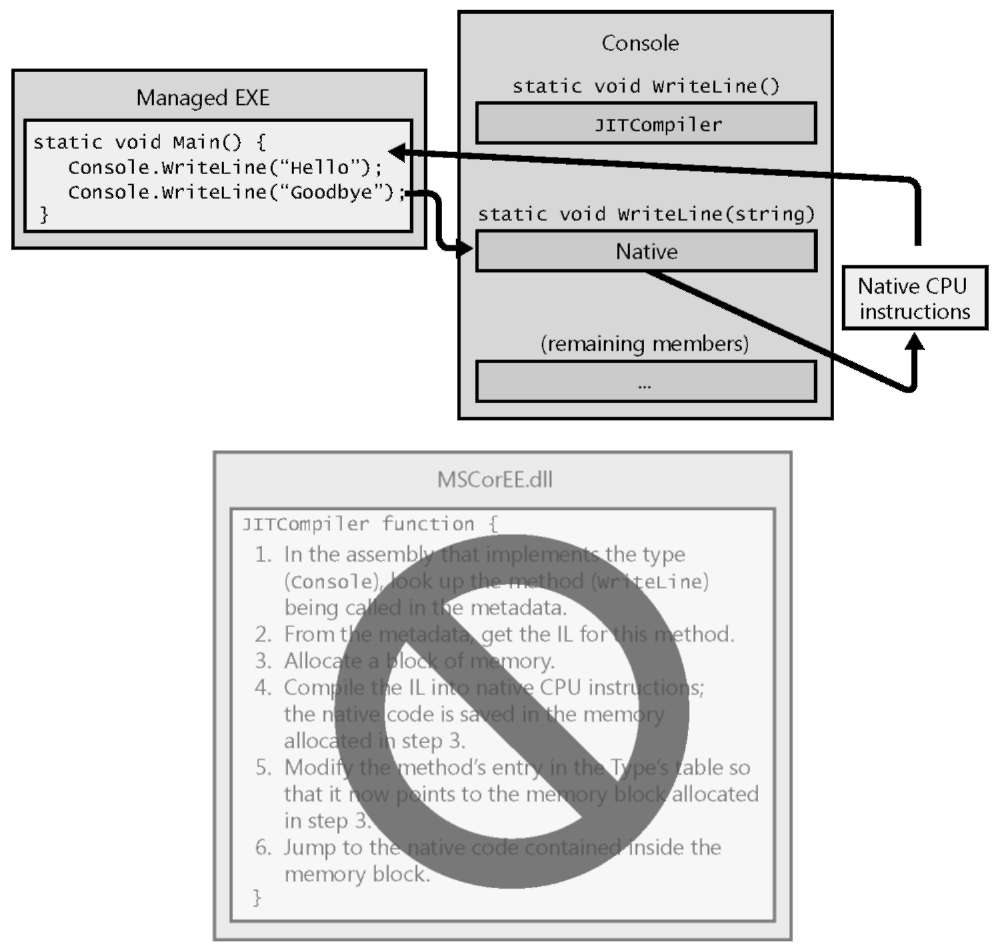 Managed EXE
static void Main() {
Console.WriteLine(“Hello”);
Console.WriteLine(“Goodbye”);
}
Console
static void WriteLine()
JITCompiler
static void WriteLine(string)
Native
(remaining members)
...
Native CPU
instructions
MSCorEE.dll
JITCompiler function {
1. In the assembly that implements the type
(Console), look up the method (WriteLine)
being called in the metadata.
2. From the metadata, get the IL for this method.
3. Allocate a block of memory.
4. Compile the IL into native CPU instructions;
the native code is saved in the memory
allocated in step 3.
5. Modify the method’s entry in the Type’s table so
that it now points to the memory block allocated
in step 3.
6. Jump to the native code contained inside the
memory block.
}